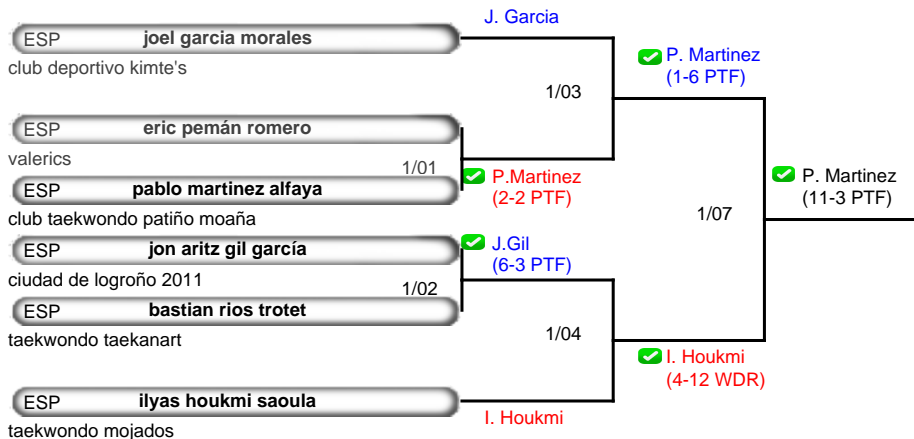 J. Garcia
ESP joel garcia morales
club deportivo kimte's
P. Martinez
(1-6 PTF)
1/03
ESP eric pemán romero
valerics
1/01
P.Martinez
(2-2 PTF)
ESP pablo martinez alfaya
club taekwondo patiño moaña
P. Martinez
(11-3 PTF)
1/07
ESP jon aritz gil garcía
ciudad de logroño 2011
J.Gil
(6-3 PTF)
1/02
ESP bastian rios trotet
taekwondo taekanart
1/04
I. Houkmi
(4-12 WDR)
ESP ilyas houkmi saoula
taekwondo mojados
I. Houkmi